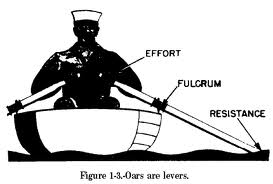 EFFORT
FULCRUM
RESISTANCE
Figure 1-3.-Oars are levers.